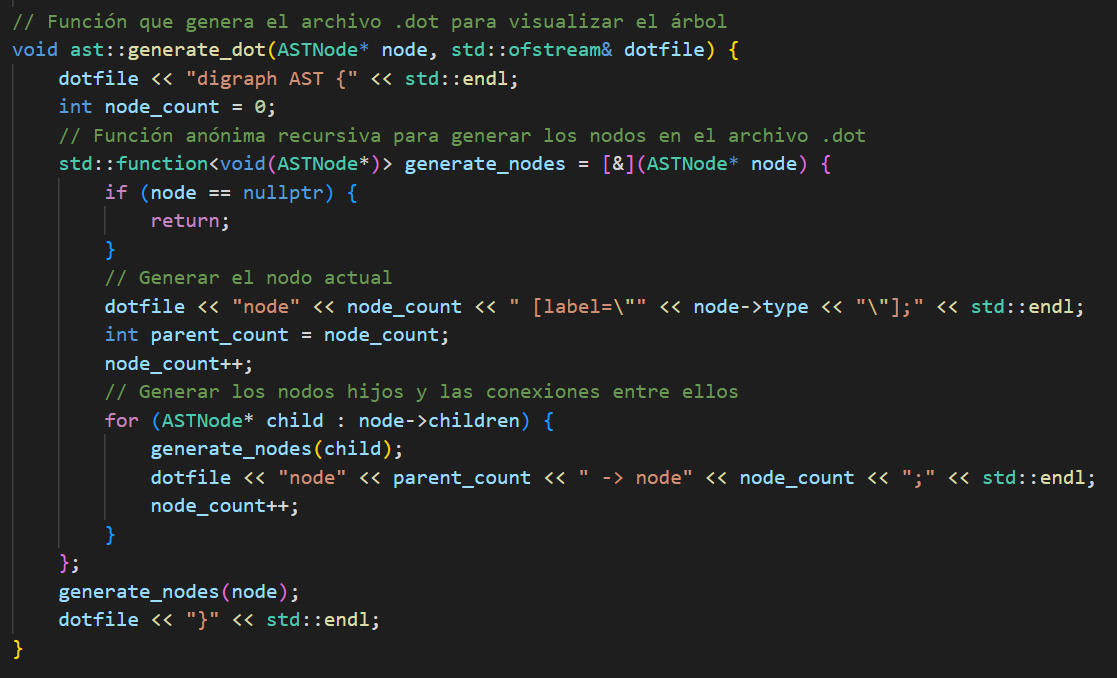 // Función que genera el archivo .dot para visualizar el árbol
void ast::generate_dot(ASTNode* node, std::ofstream& dotfile) {
    dotfile << "digraph AST {" << std::endl;
    int node_count = 0;
    // Función anónima recursiva para generar los nodos en el archivo .dot
    std::function<void(ASTNode*)> generate_nodes = [&](ASTNode* node) {
        if (node == nullptr) {
            return;
        }
        // Generar el nodo actual
        dotfile << "node" << node_count << " [label=\"" << node->type << "\"];" << std::endl;
        int parent_count = node_count;
        node_count++;
        // Generar los nodos hijos y las conexiones entre ellos
        for (ASTNode* child : node->children) {
            generate_nodes(child);
            dotfile << "node" << parent_count << " -> node" << node_count << ";" << std::endl;
            node_count++;
        }
    };
    generate_nodes(node);
    dotfile << "}" << std::endl;
}